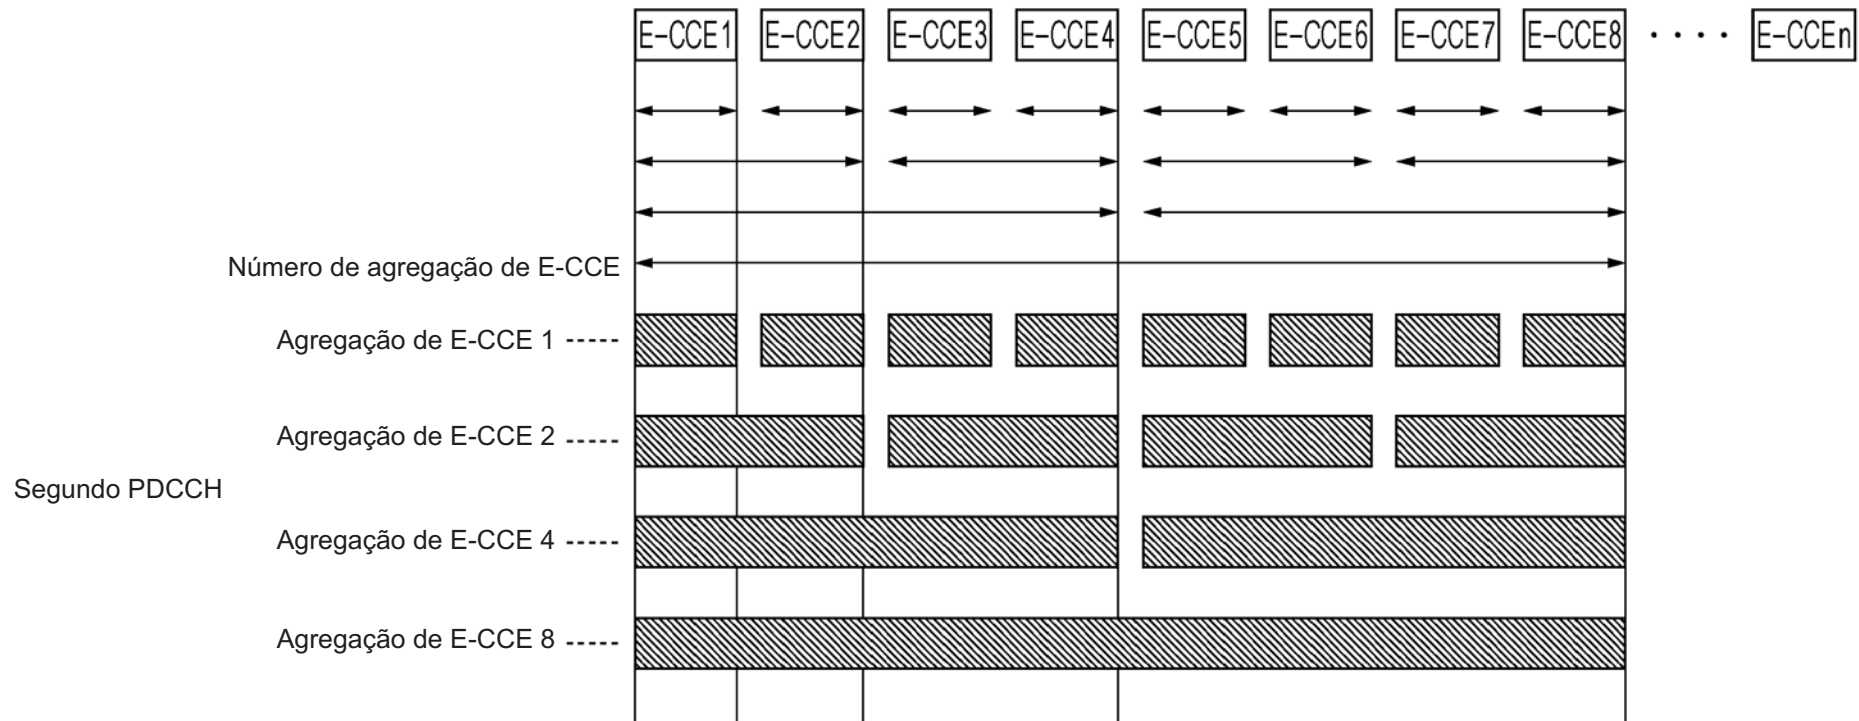 E-CCE1 E-CCE2 E-CCE3 E-CCE4 E-CCE5 E-CCE6 E-CCE7 E-CCE8 ···· E-CCEn
Número de agregação de E-CCE
Agregação de E-CCE 1 -----
Agregação de E-CCE 2 -----
Segundo PDCCH
Agregação de E-CCE 4 -----
Agregação de E-CCE 8 -----